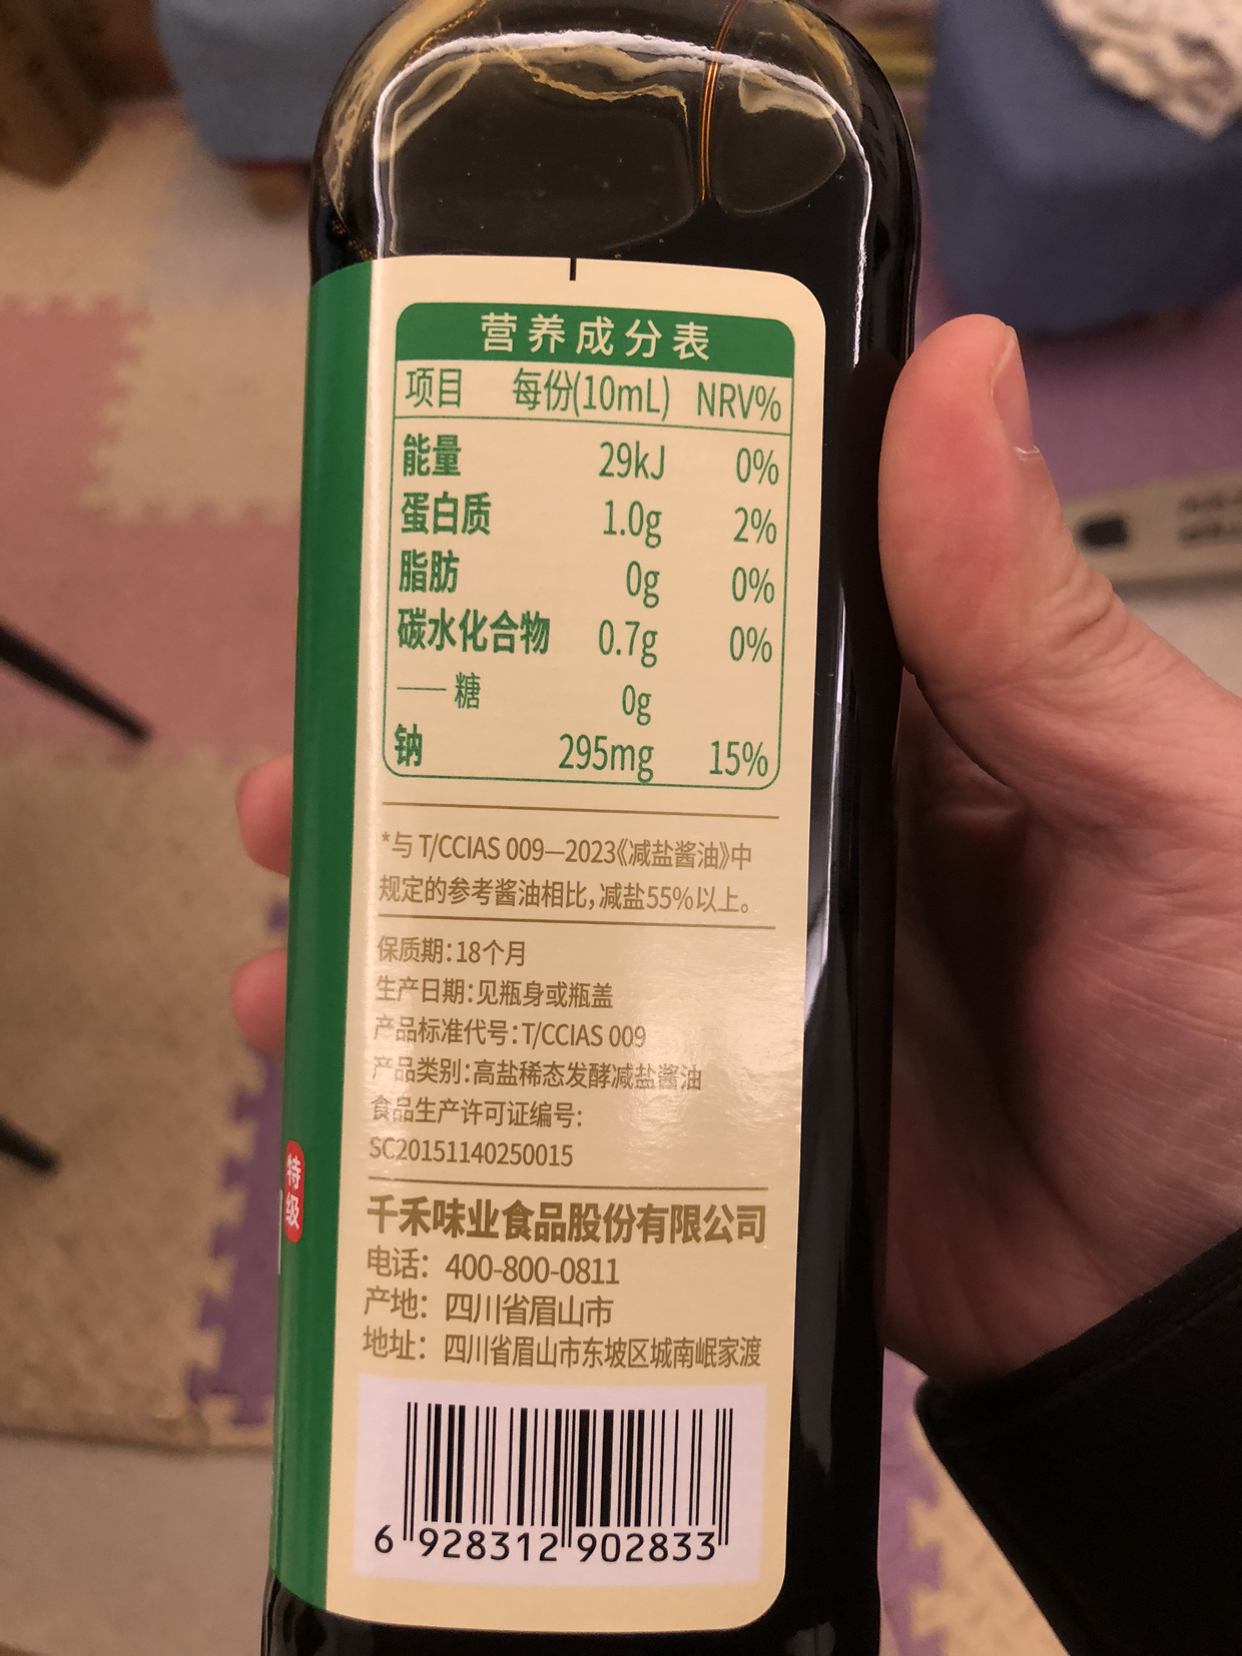 营养成分表
项目 每份(10mL) NRV%
能量 29kJ 0%
蛋白质 1.0g 2%
脂肪 0g 0%
碳水化合物 0.7g 0%
—— 糖 0g
钠 295mg 15%
*与 T/CCIAS 009—2023《减盐酱油》中
规定的参考酱油相比,减盐55%以上。
保质期:18个月
生产日期:见瓶身或瓶盖
产品标准代号:T/CCIAS 009
产品类别:高盐稀态发酵减盐酱油
食品生产许可证编号:
SC20151140250015
特级
千禾味业食品股份有限公司
电话: 400-800-0811
产地: 四川省眉山市
地址: 四川省眉山市东坡区城南岷家渡
6 928312 902833